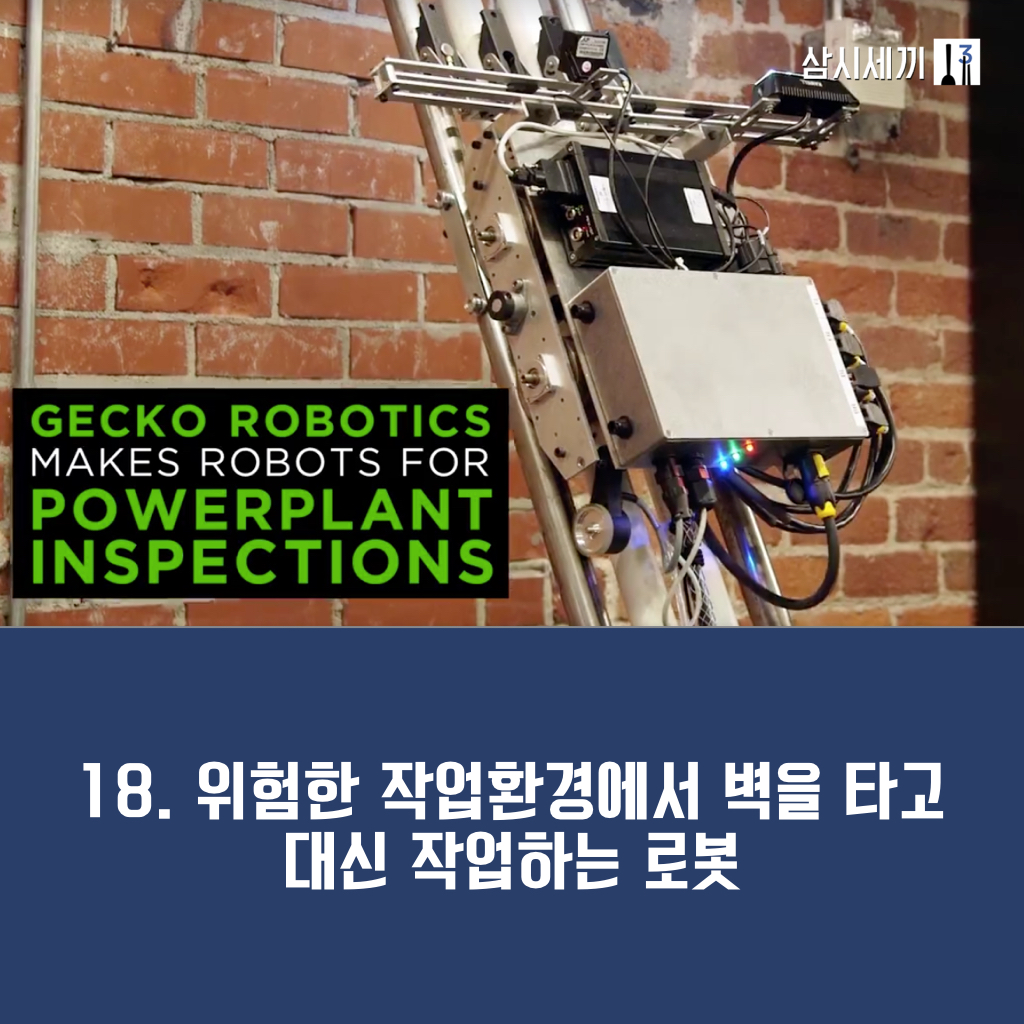 삼시세끼 3
GECKO ROBOTICS
MAKES ROBOTS FOR
POWERPLANT
INSPECTIONS
18. 위험한 작업환경에서 벽을 타고
대신 작업하는 로봇